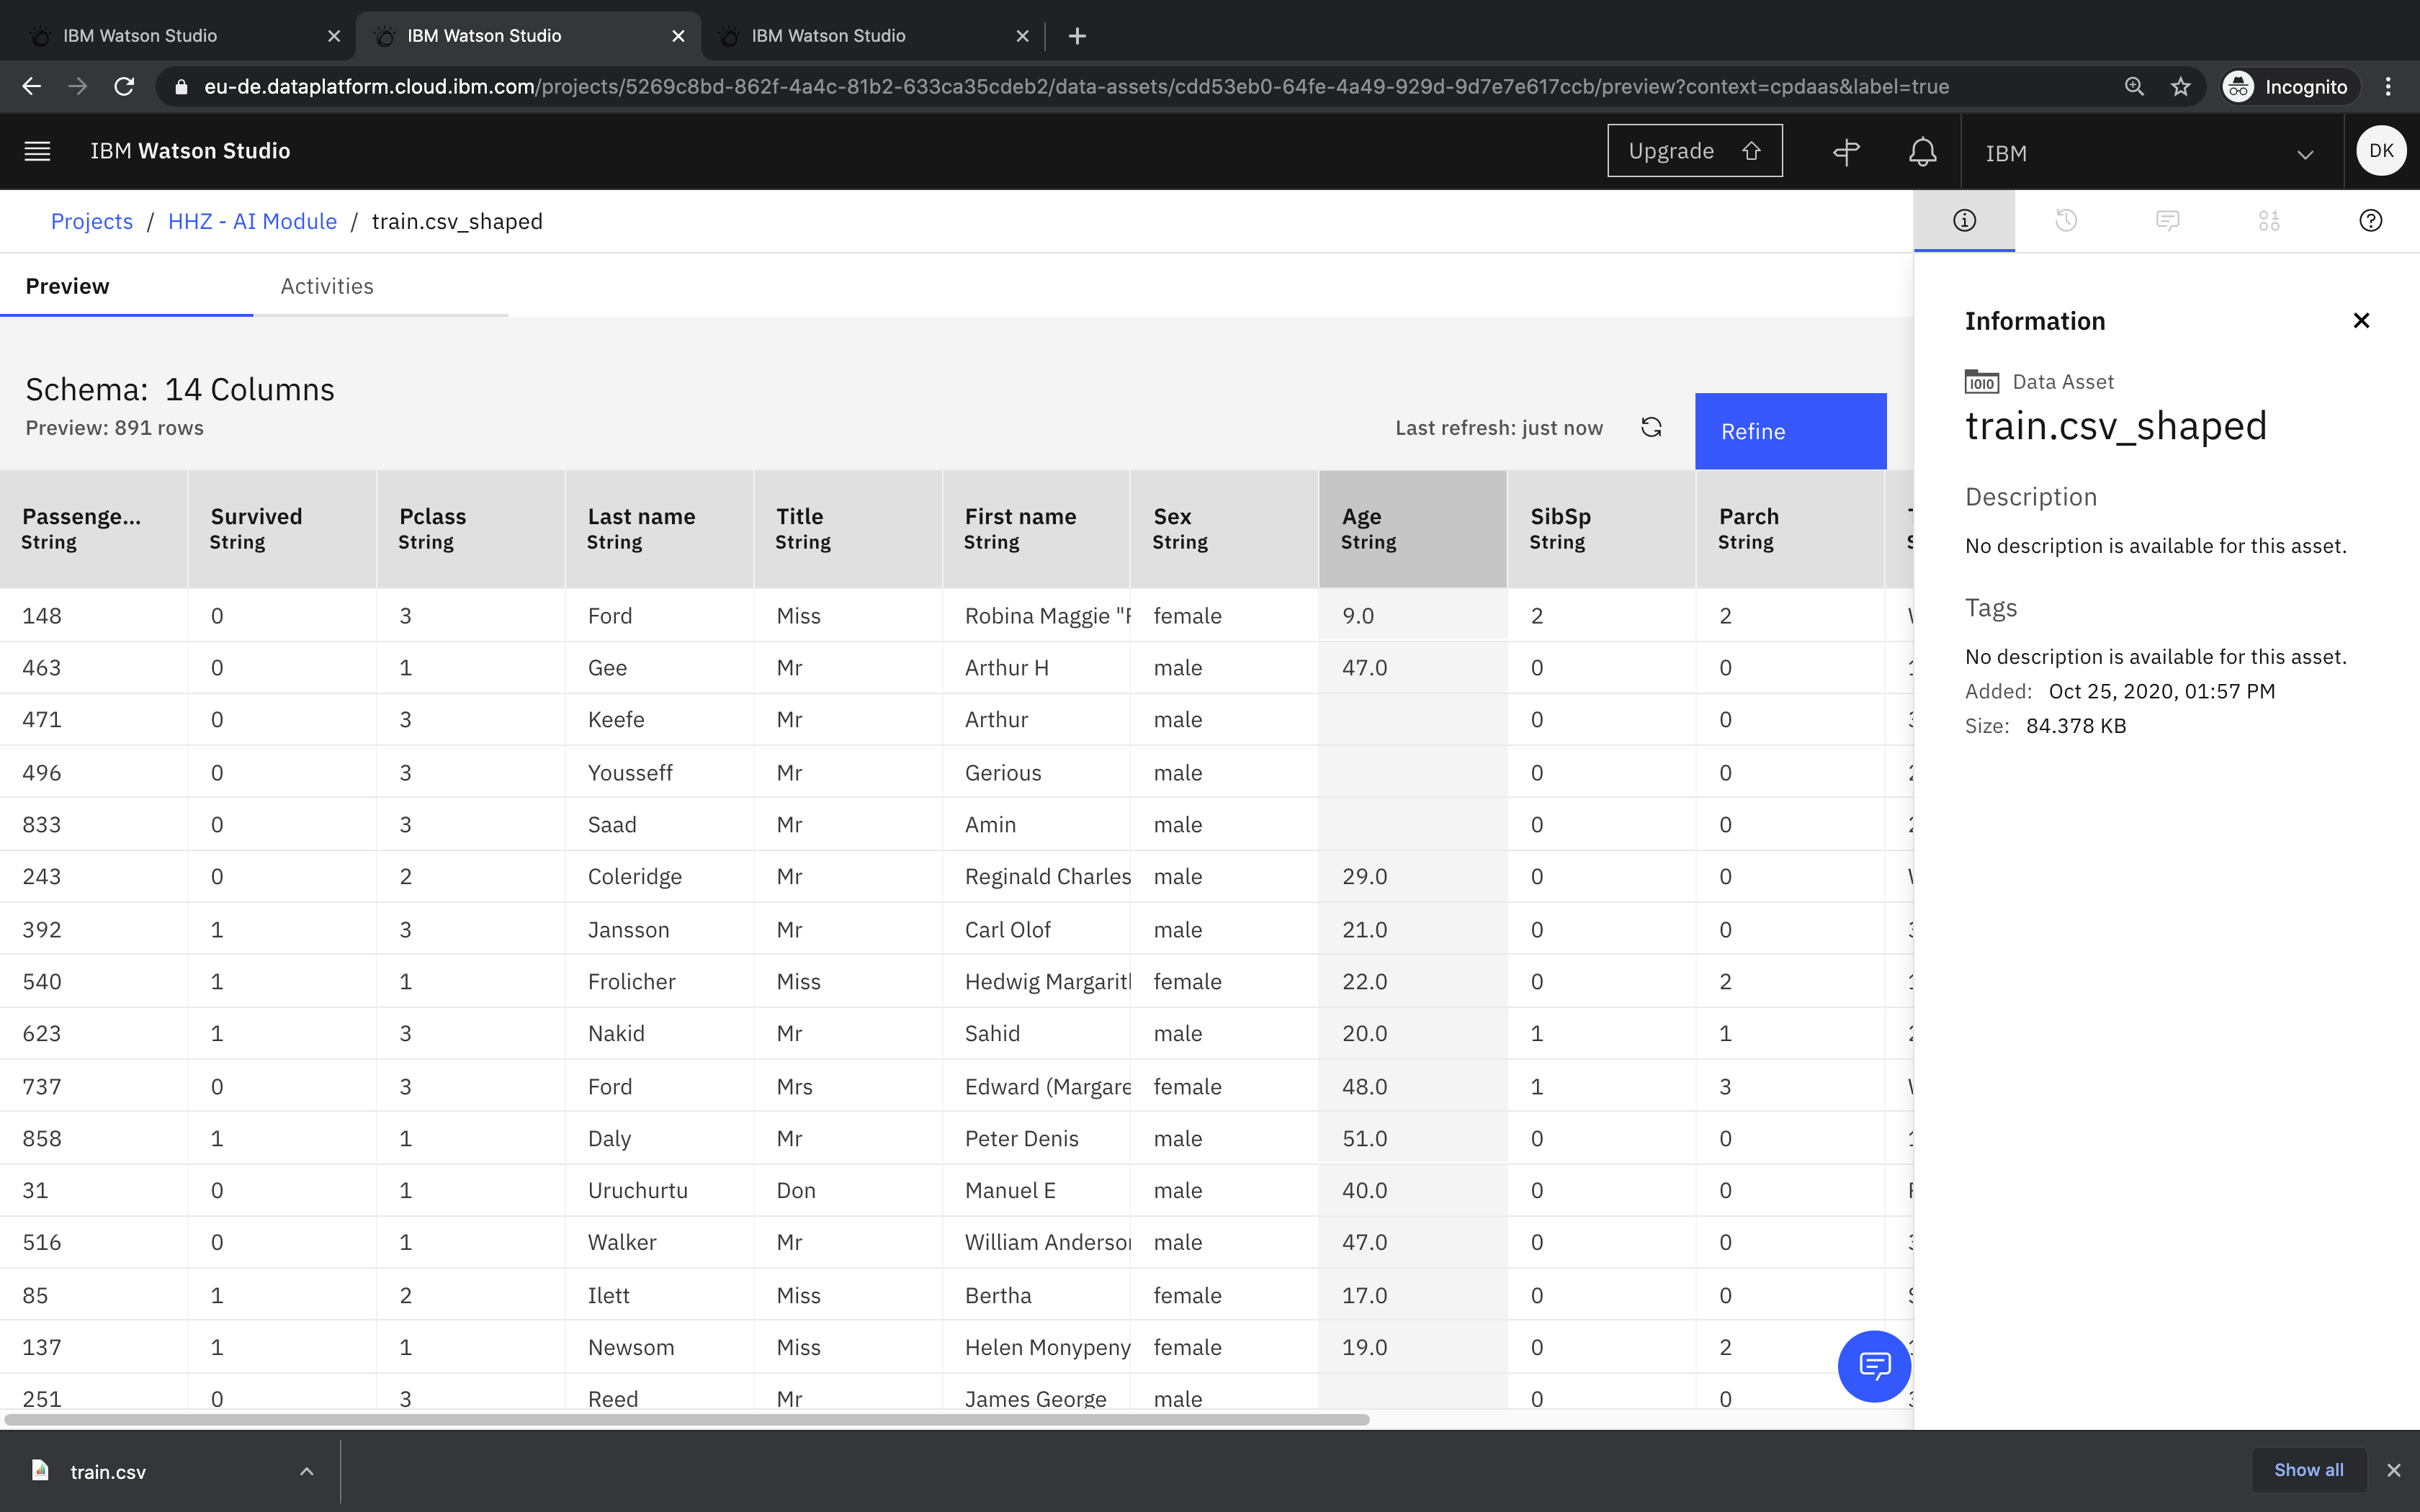 IBM Watson Studio
IBM Watson Studio
IBM Watson Studio
eu-de.dataplatform.cloud.ibm.com/projects/5269c8bd-862f-4a4c-81b2-633ca35cdeb2/data-assets/cdd53eb0-64fe-4a49-929d-9d7e7e617ccb/preview?context=cpdaas&label=true
Incognito
IBM Watson Studio
Upgrade
IBM
DK
Projects / HHZ - AI Module / train.csv_shaped
Preview
Activities
Schema: 14 Columns
Preview: 891 rows
Last refresh: just now
Refine
Passenge... Survived Pclass Last name Title First name Sex Age SibSp Parch
String String String String String String String String String String
148 0 3 Ford Miss Robina Maggie female 9.0 2 2
463 0 1 Gee Mr Arthur H male 47.0 0 0
471 0 3 Keefe Mr Arthur male 0 0
496 0 3 Yousseff Mr Gerious male 0 0
833 0 3 Saad Mr Amin male 0 0
243 0 2 Coleridge Mr Reginald Charles male 29.0 0 0
392 1 3 Jansson Mr Carl Olof male 21.0 0 0
540 1 1 Frolicher Miss Hedwig female 22.0 0 2
623 1 3 Nakid Mr Sahid male 20.0 1 1
737 0 3 Ford Mrs Edward female 48.0 1 3
858 1 1 Daly Mr Peter Denis male 51.0 0 0
31 0 1 Uruchurtu Don Manuel E male 40.0 0 0
516 0 1 Walker Mr William male 47.0 0 0
85 1 2 Ilett Miss Bertha female 17.0 0 0
137 1 1 Newsom Miss Helen Monypeny female 19.0 0 2
251 0 3 Reed Mr James George male 0 0
Information
IOIO Data Asset
train.csv_shaped
Description
No description is available for this asset.
Tags
No description is available for this asset.
Added: Oct 25, 2020, 01:57 PM
Size: 84.378 KB
train.csv
Show all